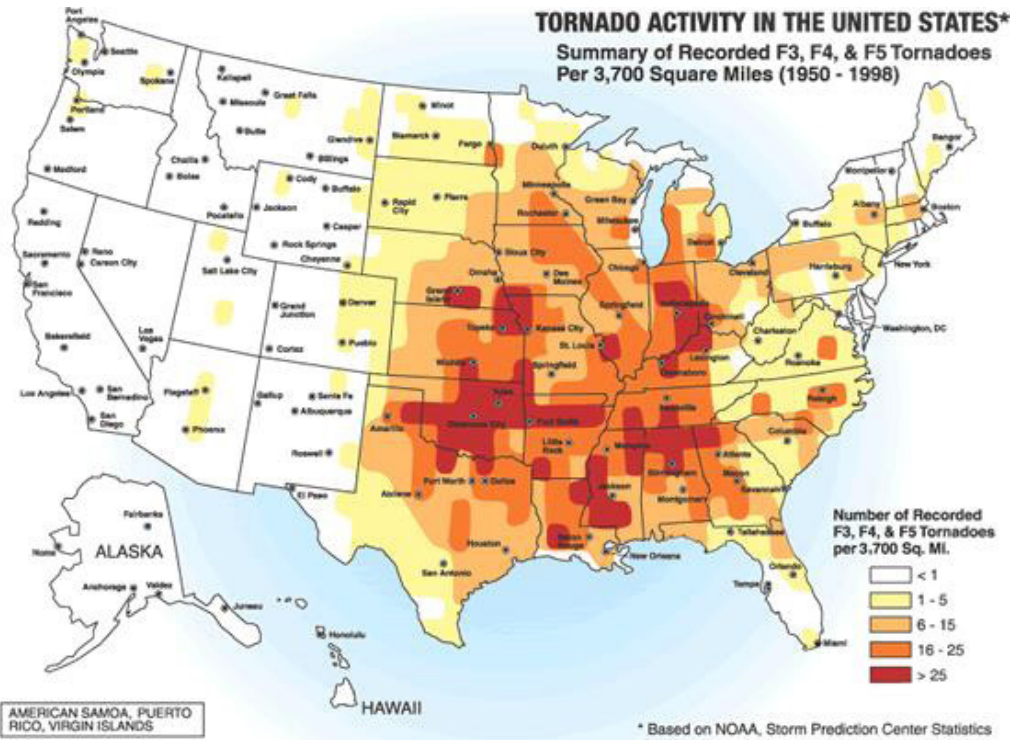 TORNADO ACTIVITY IN THE UNITED STATES*
Summary of Recorded F3, F4, & F5 Tornadoes
Per 3,700 Square Miles (1950 - 1998)
Port
Angeles
Seattle
Olympia
Spokane
Portland
Salem
Medford
Kalispell
Great Falls
Missoula
Butte
Glendive
Billings
Minot
Bismarck
Fargo
Duluth
Challis
Boise
Pocatello
Cody
Buffalo
Jackson
Casper
Rock Springs
Cheyenne
Rapid
City
Pierre
Minneapolis
Rochester
Green Bay
Milwaukee
Detroit
Bangor
Montpelier
Albany
Boston
Buffalo
New York
Redding
Reno
Carson City
Sacramento
San
Francisco
Salt Lake City
Sioux City
Omaha
Des
Moines
Chicago
Cleveland
Harrisburg
Grand
Island
Denver
Grand
Junction
Pueblo
Cortez
Topeka
Kansas City
Springfield
St. Louis
Indianapolis
Cincinnati
Charleston
Washington, DC
Bakersfield
Las
Vegas
Los Angeles
San
Bernadino
San
Diego
Wichita
Springfield
Lexington
Owensboro
Roanoke
Flagstaff
Phoenix
Gallup
Santa Fe
Albuquerque
Roswell
El Paso
Amarillo
Tulsa
Oklahoma City
Fort Smith
Little
Rock
Memphis
Nashville
Raleigh
Columbia
Atlanta
Macon
Savannah
Birmingham
Montgomery
Jackson
Fort Worth
Dallas
Abilene
Houston
San Antonio
Baton
Rouge
New Orleans
Tallahassee
Orlando
Tampa
Miami
Fairbanks
Nome
ALASKA
Anchorage
Valdez
Juneau
Honolulu
HAWAII
Number of Recorded
F3, F4, & F5 Tornadoes
per 3,700 Sq. Mi.
< 1
1 - 5
6 - 15
16 - 25
> 25
AMERICAN SAMOA, PUERTO
RICO, VIRGIN ISLANDS
* Based on NOAA, Storm Prediction Center Statistics